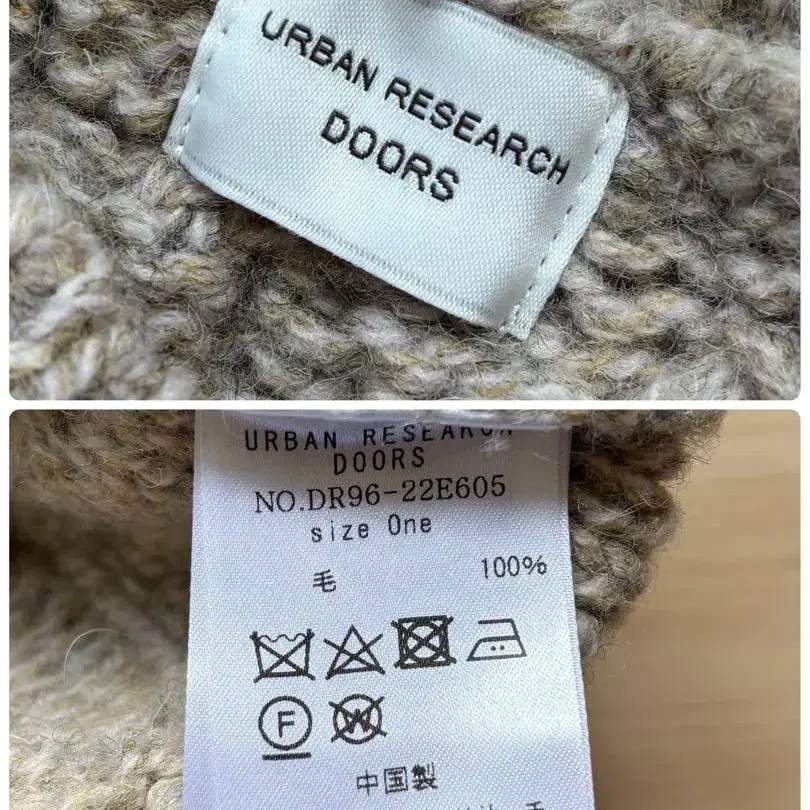 URBAN RESEARCH
DOORS
URBAN RESEARCH
DOORS
NO.DR96-22E605
size One
毛 100%
F
W
中国製